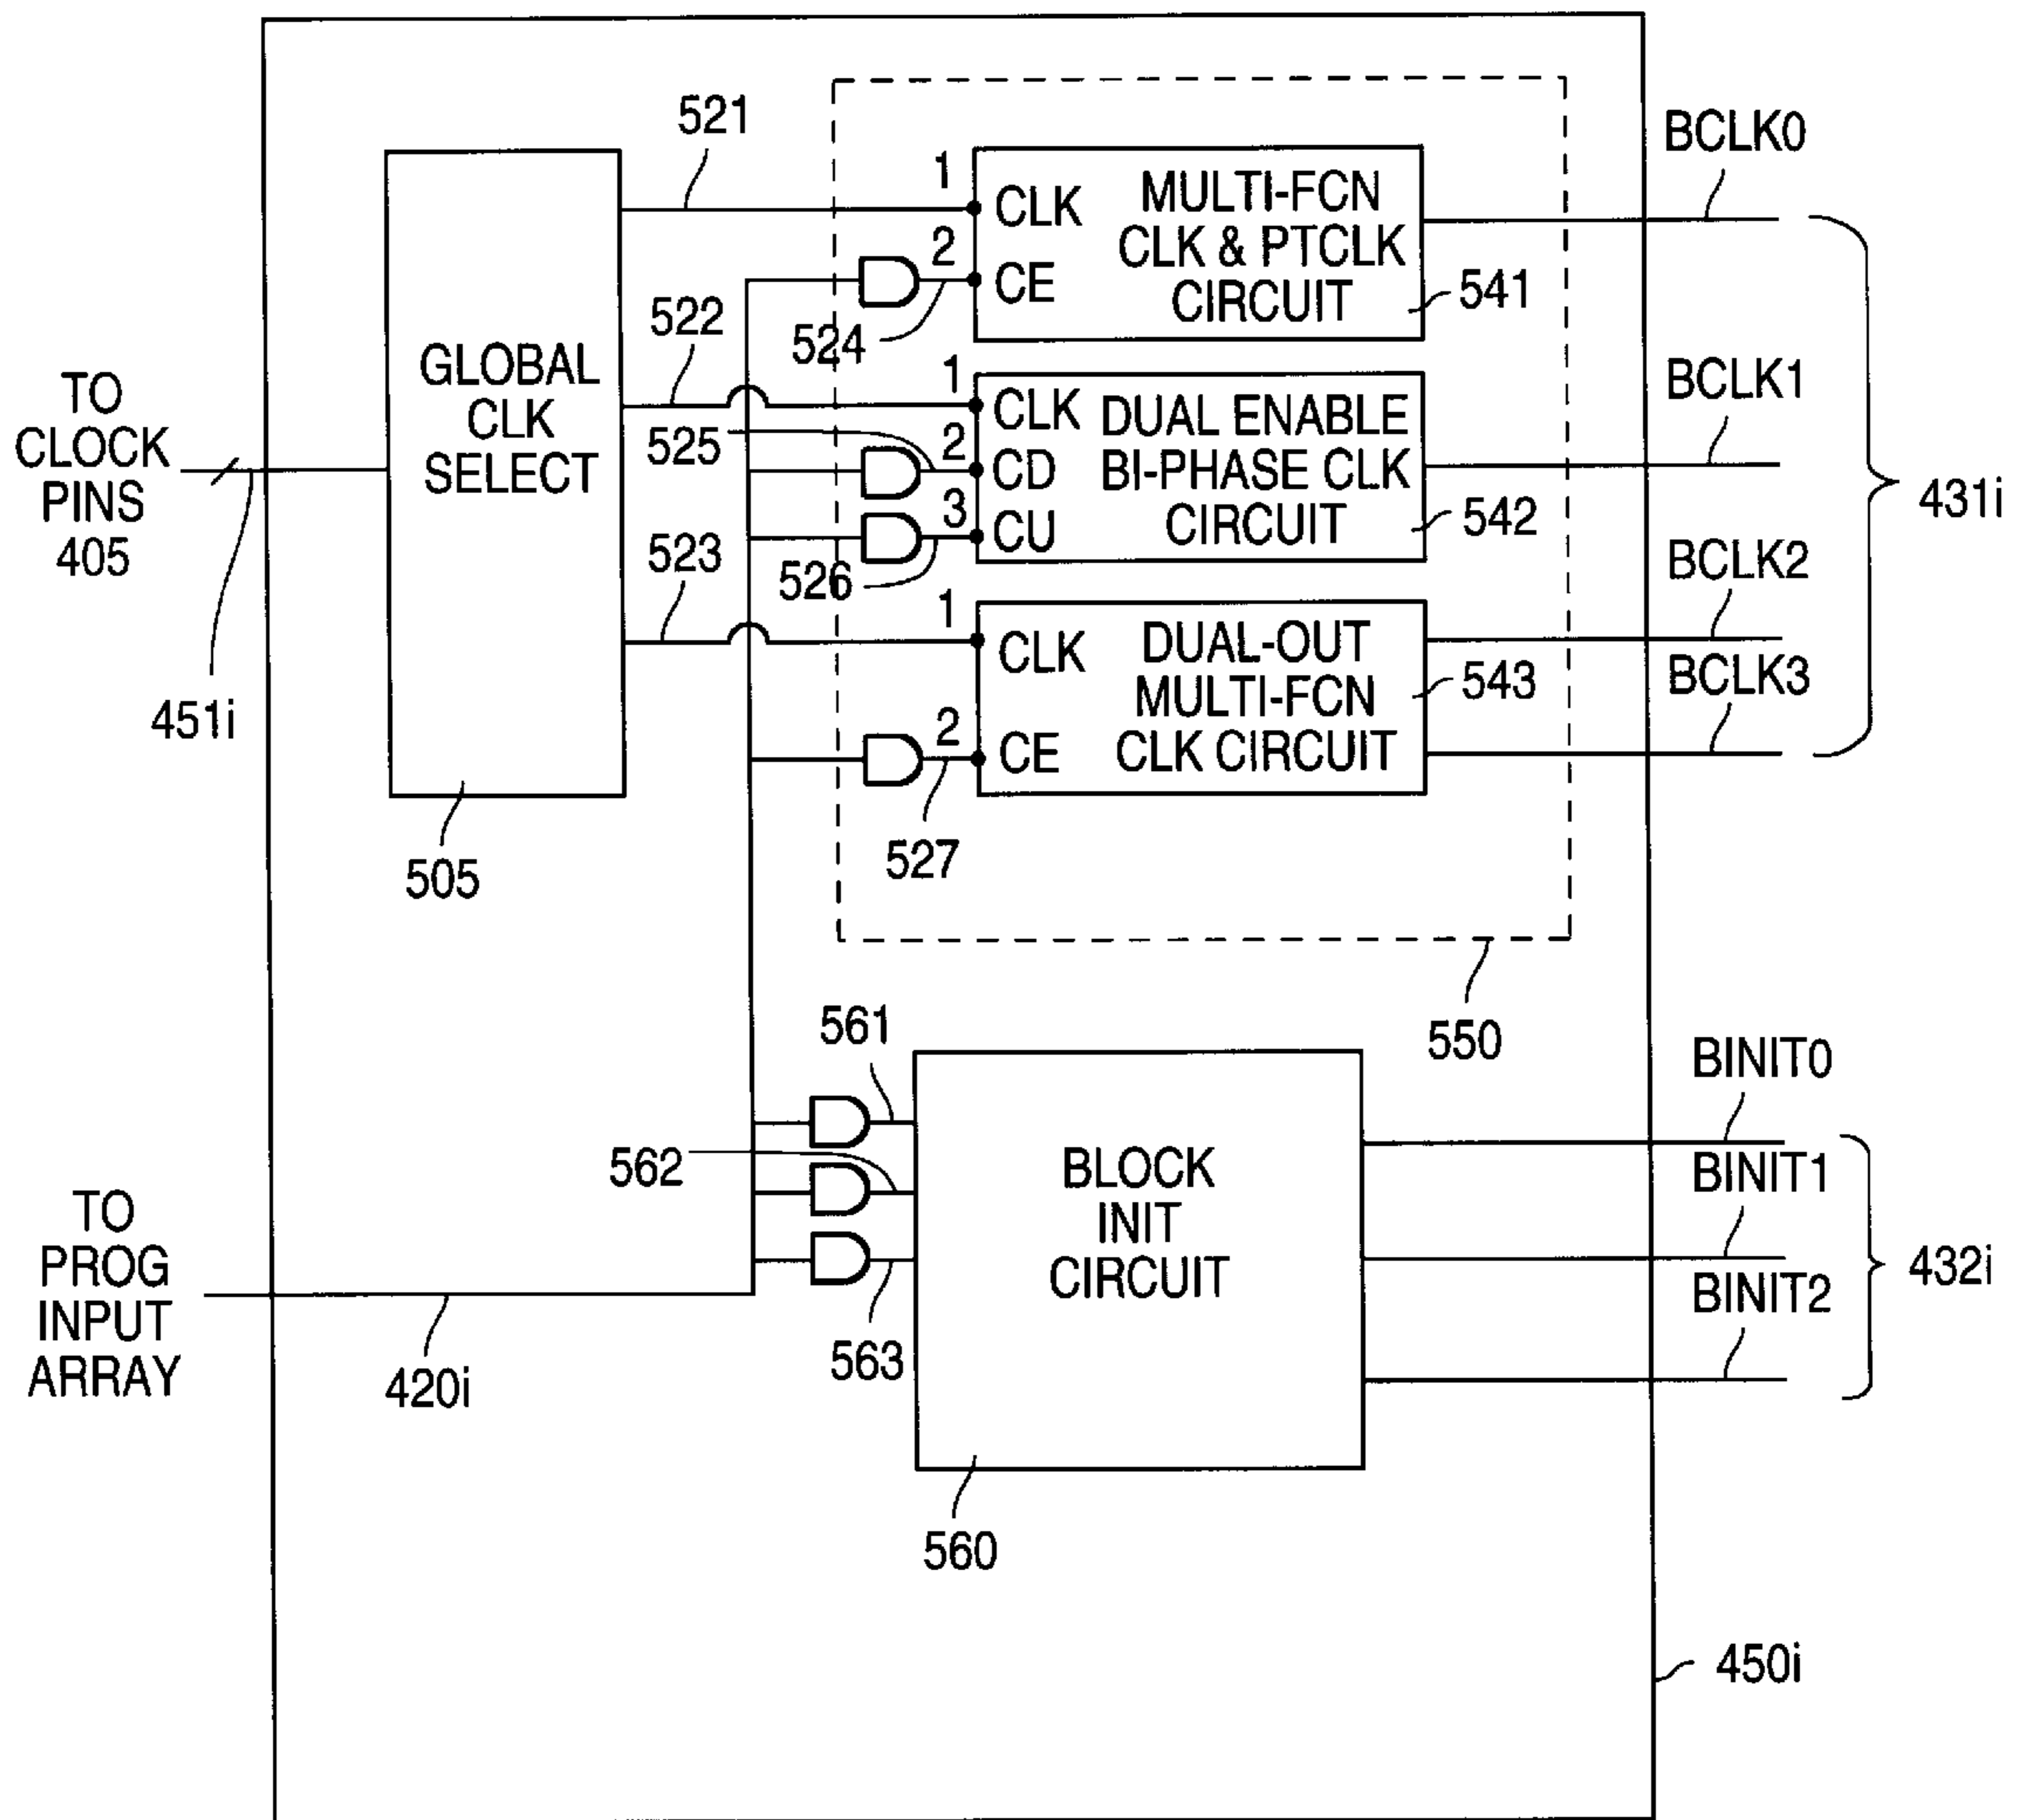 521
BCLK0
1
CLK
MULTI-FCN
CLK & PTCLK
CIRCUIT
2
CE
541
524
522
GLOBAL
CLK
SELECT
TO
CLOCK
PINS
405
1
CLK
DUAL ENABLE
BI-PHASE CLK
CIRCUIT
BCLK1
525
2
CD
3
CU
542
431i
523
526
BCLK2
1
CLK
DUAL-OUT
MULTI-FCN
CLK CIRCUIT
543
BCLK3
451i
2
CE
527
505
550
561
BINIT0
562
BLOCK
INIT
CIRCUIT
BINIT1
TO
PROG
INPUT
ARRAY
432i
BINIT2
563
420i
560
450i